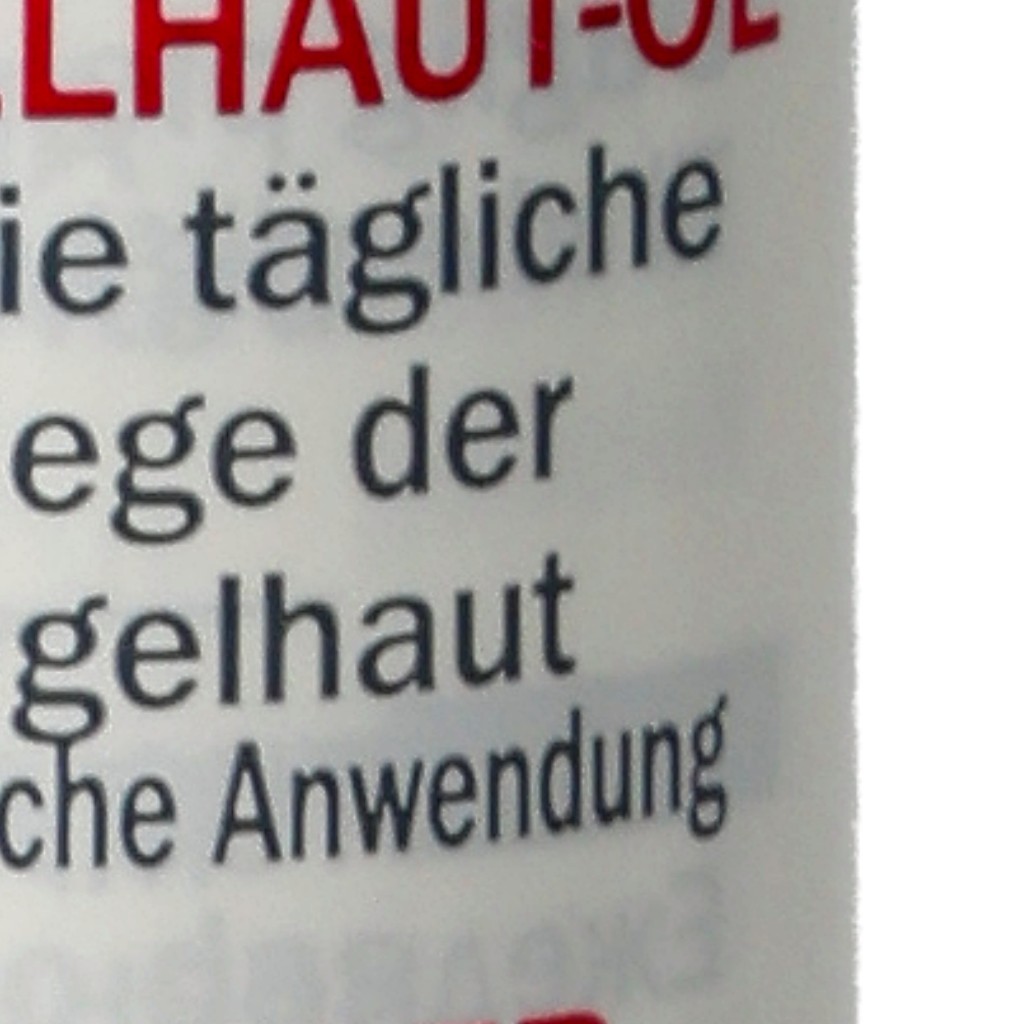 LHAUT-ÖL
ie tägliche
ege der
gelhaut
che Anwendung